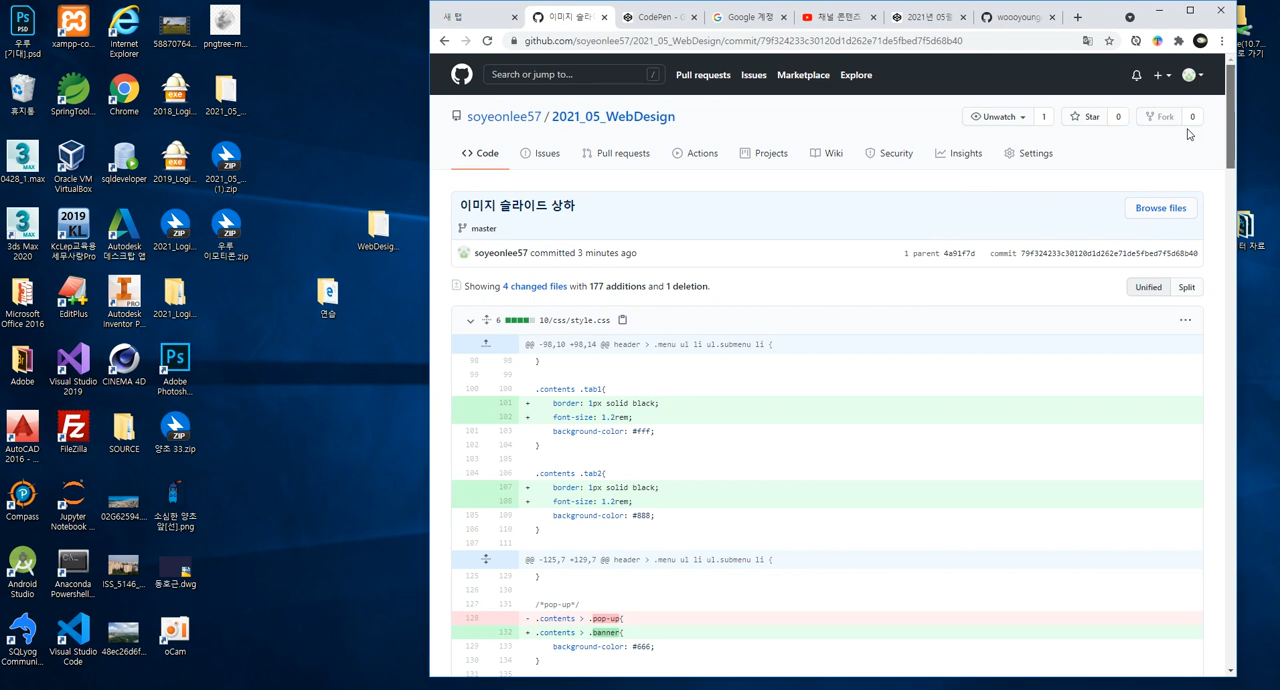 우루
[기대].psd
xampp-co...
Internet
Explorer
58870764...
pngtree-m...
휴지통
SpringTool...
Chrome
2018_Logi...
2021_05_...
0428_1.max
Oracle VM
VirtualBox
sqldeveloper
2019_Logi...
2021_05_...
(1).zip
3ds Max
2020
KcLep교육용
세무사랑Pro
Autodesk
데스크탑 앱
2021_Logi...
우루
이모티콘.zip
WebDesig...
Microsoft
Office 2016
EditPlus
Autodesk
Inventor P...
2021_Logi...
연습
Adobe
Visual Studio
2019
CINEMA 4D
Adobe
Photosh...
AutoCAD
2016 - ...
FileZilla
SOURCE
양초 33.zip
Compass
Jupyter
Notebook ...
02G62594....
소심한 양초
앞[선].png
Android
Studio
Anaconda
Powershell...
ISS_5146_...
동호근.dwg
SQLyog
Communi...
Visual Studio
Code
48ec26d6f...
oCam
새 탭
이미지 슬라이드
CodePen - C
Google 계정
채널 콘텐츠
2021년 05월
woooyoung
github.com/soyeonlee57/2021_05_WebDesign/commit/79f324233c30120d1d262e71de5fbed7f5d68b40
Search or jump to...
/
Pull requests
Issues
Marketplace
Explore
soyeonlee57 / 2021_05_WebDesign
Unwatch
1
Star
0
Fork
0
Code
Issues
Pull requests
Actions
Projects
Wiki
Security
Insights
Settings
이미지 슬라이드 상하
Browse files
master
soyeonlee57 committed 3 minutes ago
1 parent 4a91f7d commit 79f324233c30120d1d262e71de5fbed7f5d68b40
Showing 4 changed files with 177 additions and 1 deletion.
Unified
Split
6
10/css/style.css
@@ -98,10 +98,14 @@ header > .menu ul li ul.submenu li {
98 98 }
99 99
100 100 .contents .tab1{
101 + border: 1px solid black;
102 + font-size: 1.2rem;
101 103 background-color: #fff;
102 104 }
103 105
104 106 .contents .tab2{
107 + border: 1px solid black;
108 + font-size: 1.2rem;
105 109 background-color: #888;
106 110 }
107 111
@@ -125,7 +129,7 @@ header > .menu ul li ul.submenu li {
125 129 }
126 130
127 131 /*pop-up*/
128 - .contents > .pop-up{
132 + .contents > .banner{
129 133 background-color: #666;
130 134 }
131 135
터 자료